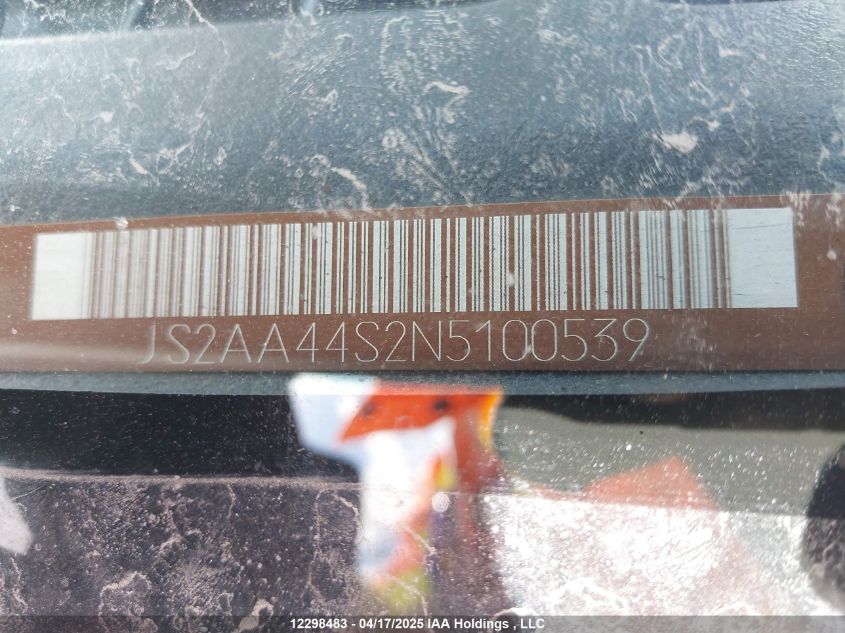 JS2AA44S2N5100539
12298483 - 04/17/2025 IAA Holdings , LLC